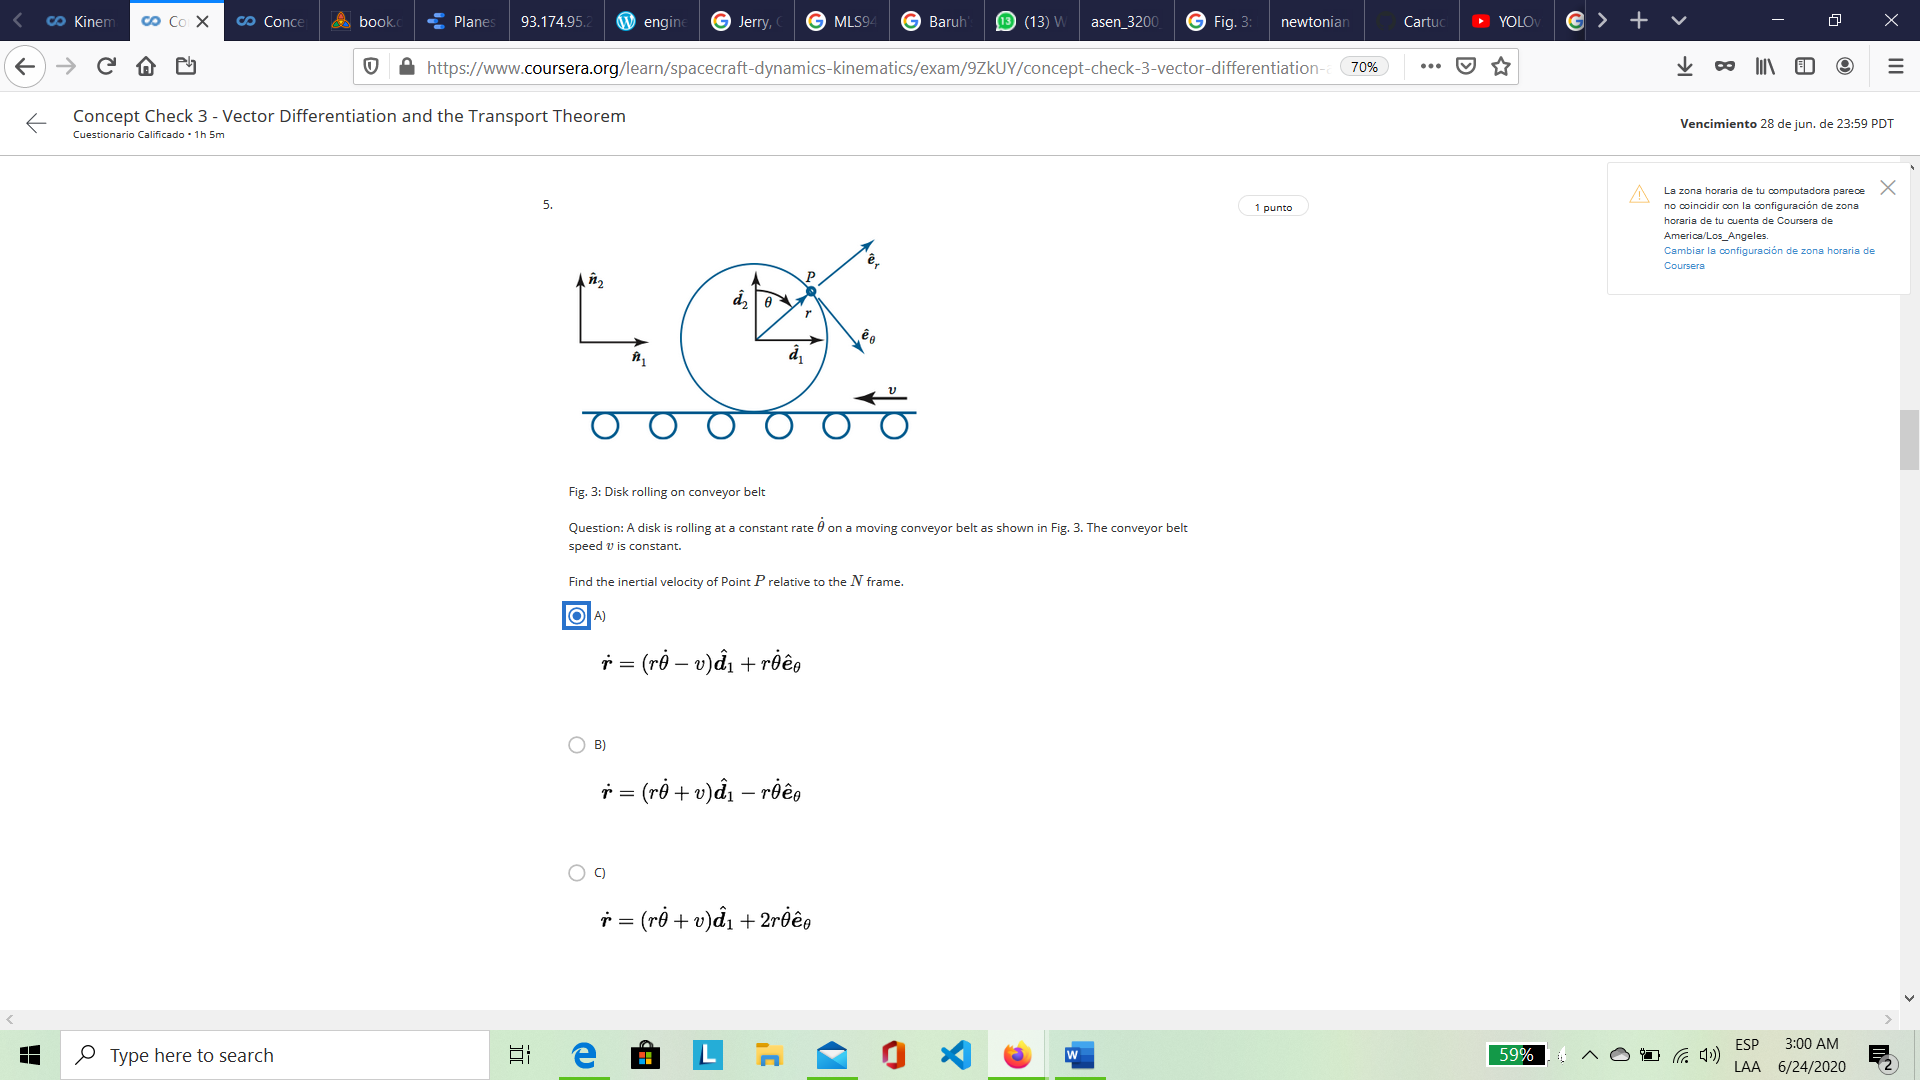 Kinem
Co
Conce
book.c
Planes
93.174.95.2
engine
Jerry, 
MLS94
Baruh'
(13) W
asen_3200_
Fig. 3:
newtonian
Cartuc
YOLOv
https://www.coursera.org/learn/spacecraft-dynamics-kinematics/exam/9ZkUY/concept-check-3-vector-differentiation-
70%
Concept Check 3 - Vector Differentiation and the Transport Theorem
Cuestionario Calificado • 1h 5m
Vencimiento 28 de jun. de 23:59 PDT
La zona horaria de tu computadora parece
no coincidir con la configuración de zona
horaria de tu cuenta de Coursera de
America/Los_Angeles.
Cambiar la configuración de zona horaria de
Coursera
5.
1 punto
n̂₂
n̂₁
d̂₂
θ
P
r
d̂₁
êᵣ
ê_θ
v
Fig. 3: Disk rolling on conveyor belt
Question: A disk is rolling at a constant rate θ̇ on a moving conveyor belt as shown in Fig. 3. The conveyor belt
speed v is constant.
Find the inertial velocity of Point P relative to the N frame.
A)
ṙ = (rθ̇ − v)d̂₁ + rθ̇ê_θ
B)
ṙ = (rθ̇ + v)d̂₁ − rθ̇ê_θ
C)
ṙ = (rθ̇ + v)d̂₁ + 2rθ̇ê_θ
Type here to search
59%
ESP
LAA
3:00 AM
6/24/2020
2